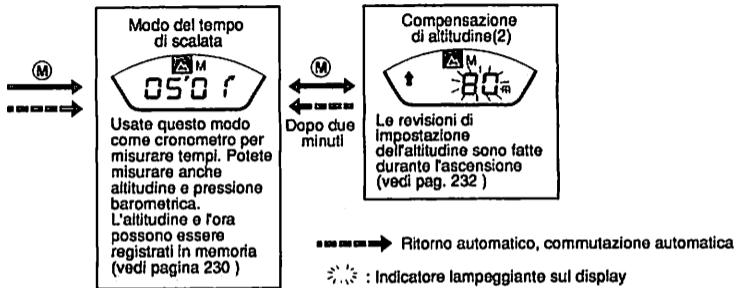 Modo del tempo
di scalata
M
M
05'01"
Usate questo modo
come cronometro per
misurare tempi. Potete
misurare anche
altitudine e pressione
barometrica.
L'altitudine e l'ora
possono essere
registrati in memoria
(vedi pagina 230 )
M
Dopo due
minuti
Compensazione
di altitudine(2)
M
80m
Le revisioni di
impostazione
dell'altitudine sono fatte
durante l'ascensione
(vedi pag. 232 )
Ritorno automatico, commutazione automatica
: Indicatore lampeggiante sul display